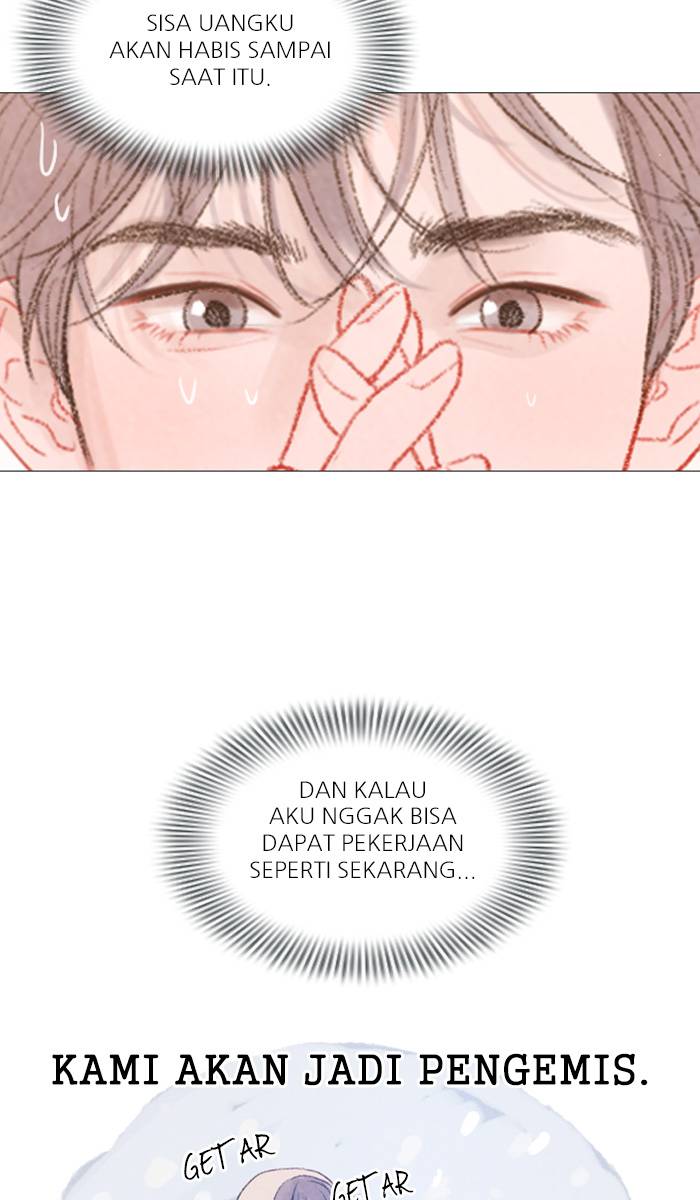 SISA UANGKU
AKAN HABIS SAMPAI
SAAT ITU.
DAN KALAU
AKU NGGAK BISA
DAPAT PEKERJAAN
SEPERTI SEKARANG...
KAMI AKAN JADI PENGEMIS.
GETAR
GETAR